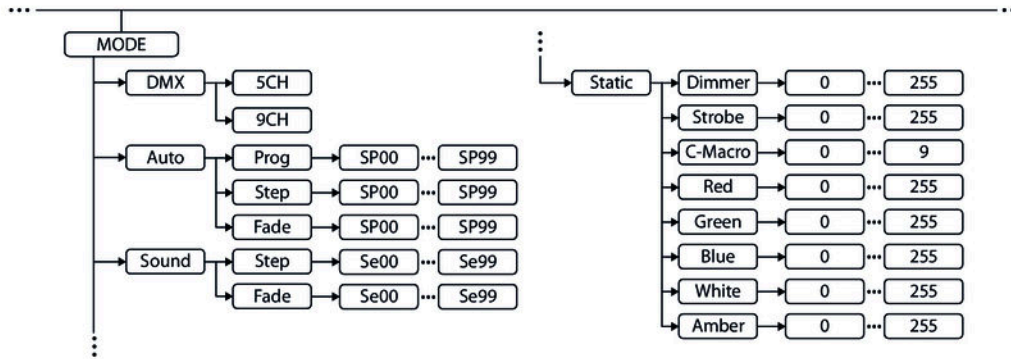 MODE
DMX 5CH
9CH
Auto Prog SP00 ... SP99
Step SP00 ... SP99
Fade SP00 ... SP99
Sound Step Se00 ... Se99
Fade Se00 ... Se99
Static Dimmer 0 ... 255
Strobe 0 ... 255
C-Macro 0 ... 9
Red 0 ... 255
Green 0 ... 255
Blue 0 ... 255
White 0 ... 255
Amber 0 ... 255